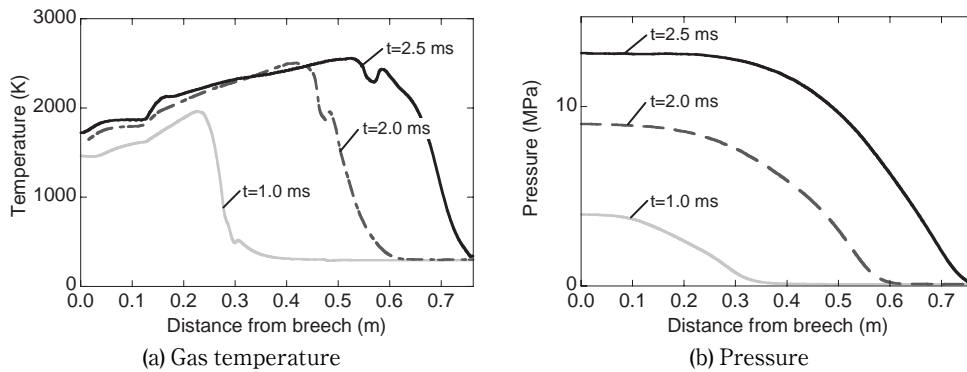 3000
2000
1000
0
Temperature (K)
t=2.5 ms
t=2.0 ms
t=1.0 ms
0.0 0.1 0.2 0.3 0.4 0.5 0.6 0.7
Distance from breech (m)
(a) Gas temperature
10
0
Pressure (MPa)
t=2.5 ms
t=2.0 ms
t=1.0 ms
0.0 0.1 0.2 0.3 0.4 0.5 0.6 0.7
Distance from breech (m)
(b) Pressure